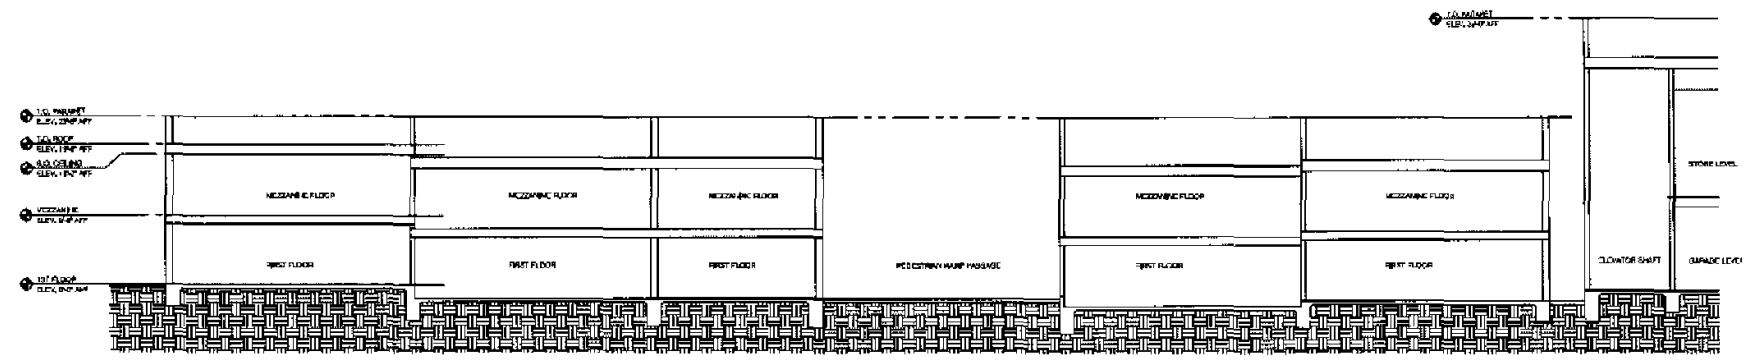 T.O. PARAPET
T.O. PARAPET
T.O. ROOF
B.O. CEILING
MEZZANINE
1ST FLOOR
MEZZANINE FLOOR
MEZZANINE FLOOR
MEZZANINE FLOOR
MEZZANINE FLOOR
MEZZANINE FLOOR
STORE LEVEL
FIRST FLOOR
FIRST FLOOR
FIRST FLOOR
PEDESTRIAN RAMP PASSAGE
FIRST FLOOR
FIRST FLOOR
ELEVATOR SHAFT
GARAGE LEVEL